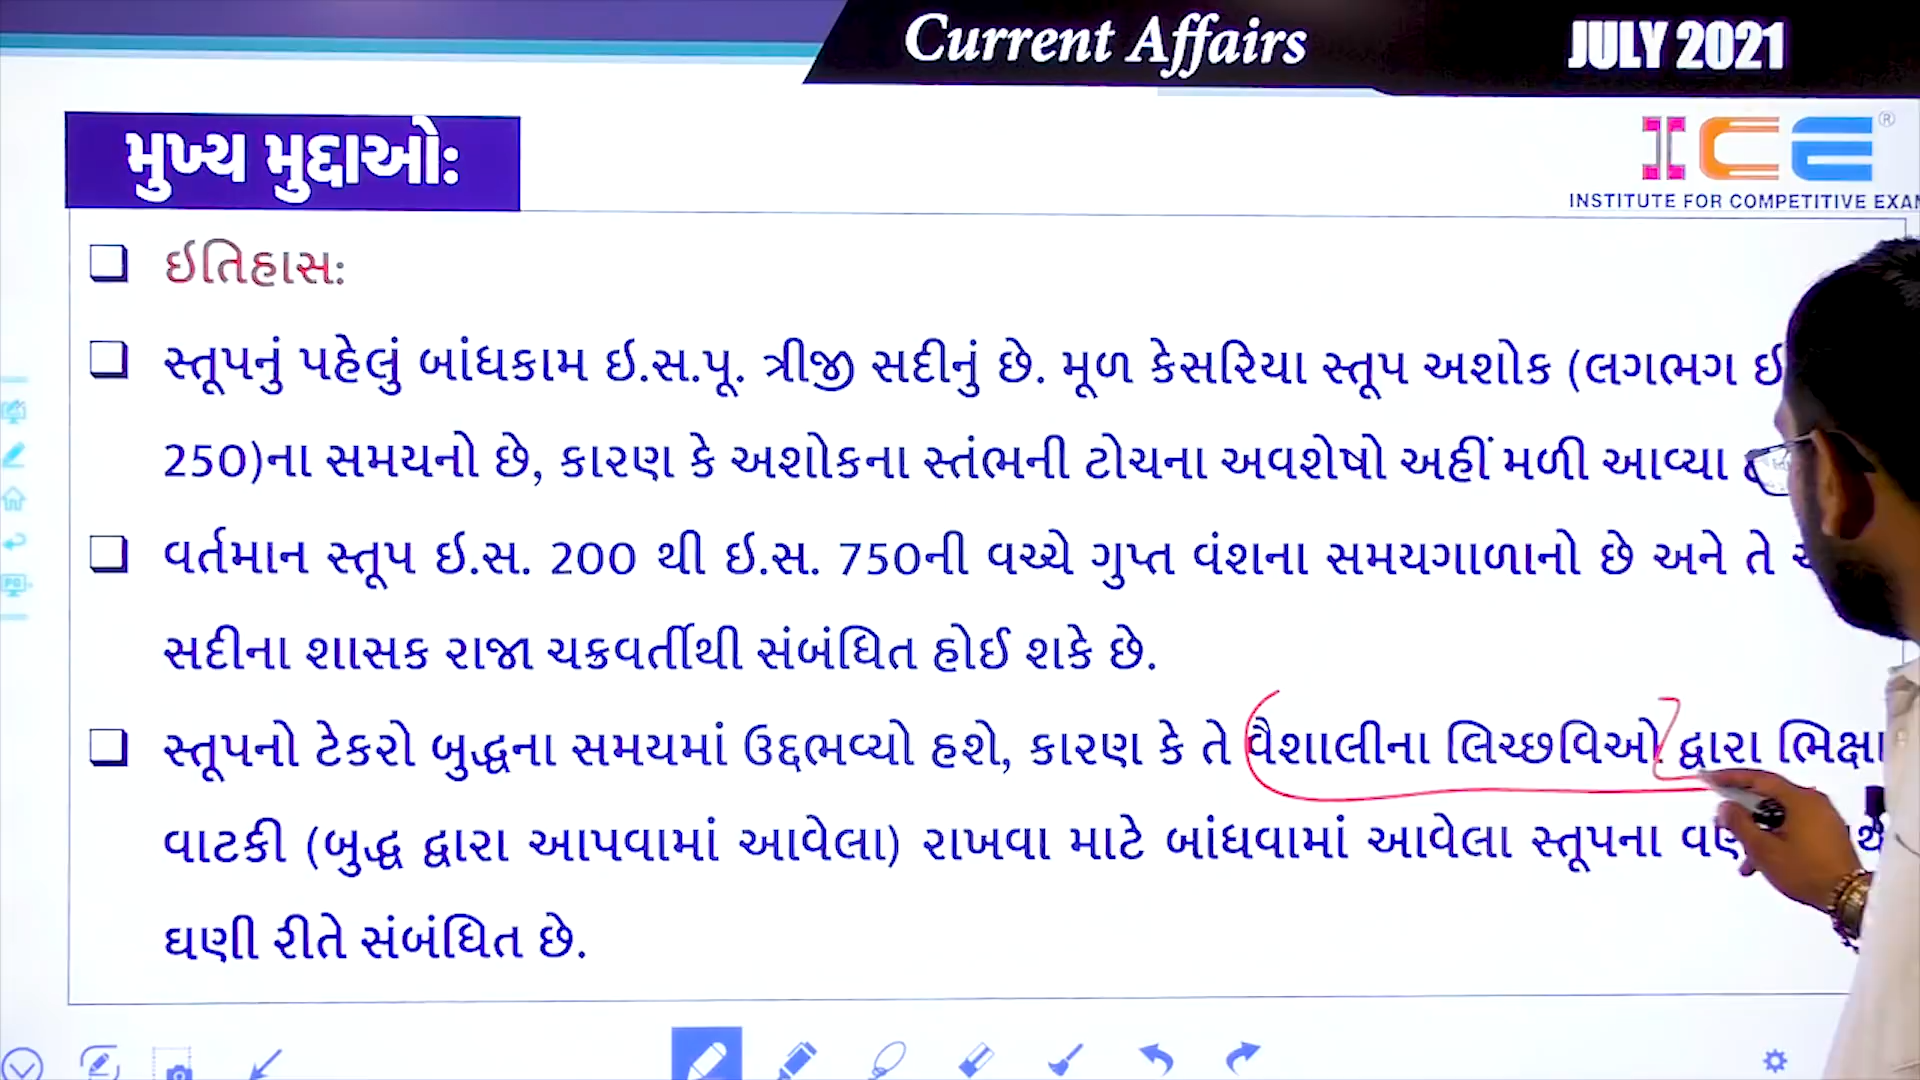 Current Affairs
JULY 2021
મુખ્ય મુદ્દાઓ:
ICE ®
INSTITUTE FOR COMPETITIVE
ઇતિહાસ:
સ્તૂપનું પહેલું બાંધકામ ઇ.સ.પૂ. ત્રીજી સદીનું છે. મૂળ કેસરિયા સ્તૂપ અશોક (લગભગ
250)ના સમયનો છે, કારણ કે અશોકના સ્તંભની ટોચના અવશેષો અહીં મળી આવ્યા
વર્તમાન સ્તૂપ ઇ.સ. 200 થી ઇ.સ. 750ની વચ્ચે ગુપ્ત વંશના સમયગાળાનો છે અને તે
સદીના શાસક રાજા ચક્રવર્તીથી સંબંધિત હોઈ શકે છે.
સ્તૂપનો ટેકરો બુદ્ધના સમયમાં ઉદ્દભવ્યો હશે, કારણ કે તે વૈશાલીના લિચ્છવિઓ દ્વારા ભિક્ષા
વાટકી (બુદ્ધ દ્વારા આપવામાં આવેલા) રાખવા માટે બાંધવામાં આવેલા સ્તૂપના
ઘણી રીતે સંબંધિત છે.